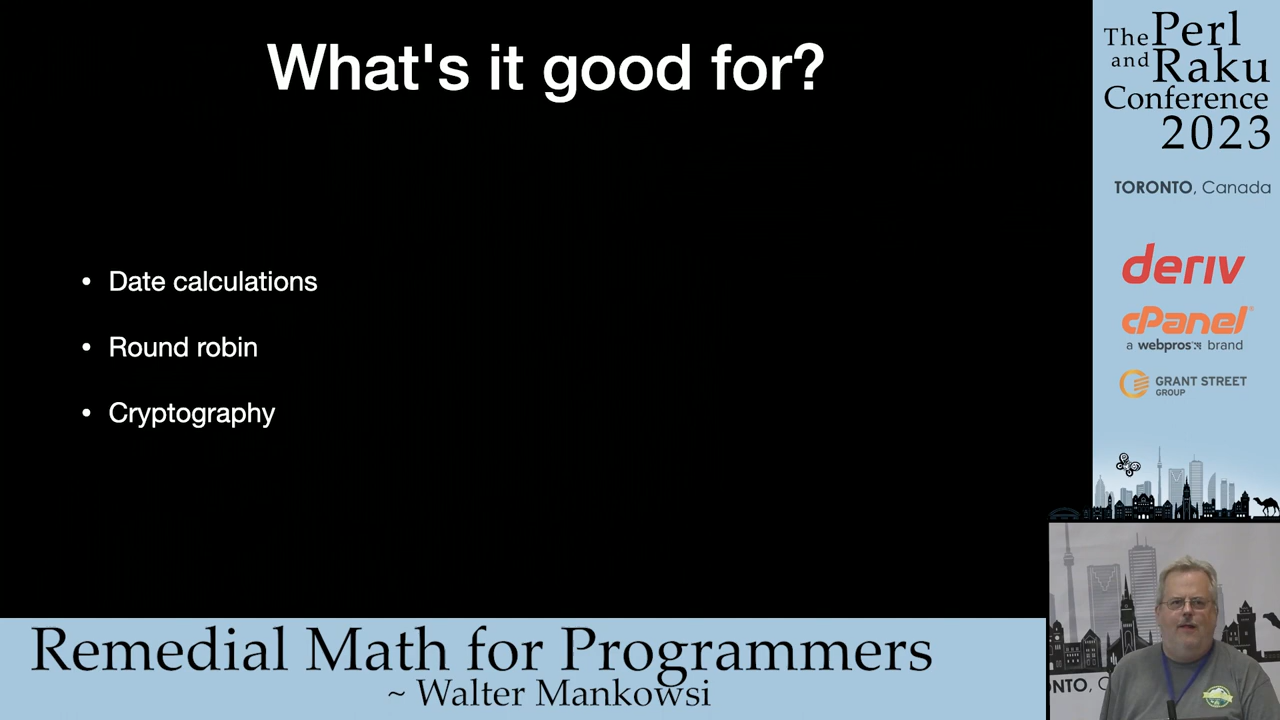 What's it good for?
• Date calculations
• Round robin
• Cryptography
The Perl
and Raku
Conference
2023
TORONTO, Canada
deriv
cPanel®
a webpros brand
GRANT STREET
GROUP
ONTO, C
Remedial Math for Programmers
~ Walter Mankowsi